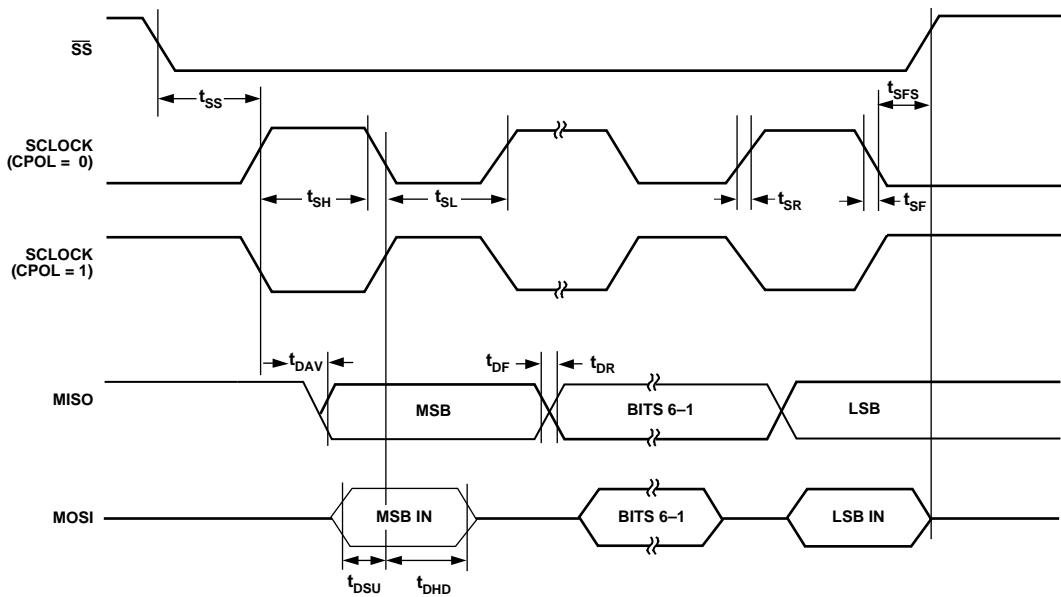 SS
tSS
tSFS
SCLOCK
(CPOL = 0)
tSH
tSL
tSR
tSF
SCLOCK
(CPOL = 1)
tDAV
tDF
tDR
MISO
MSB
BITS 6–1
LSB
MOSI
MSB IN
BITS 6–1
LSB IN
tDSU
tDHD